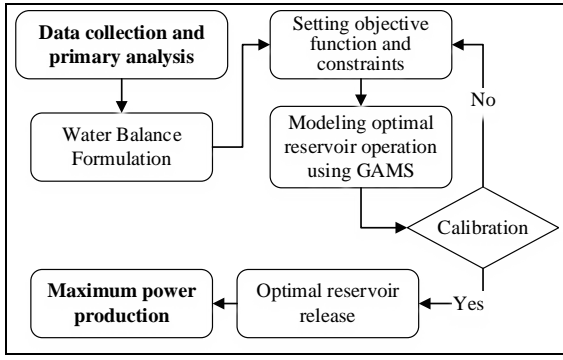 Data collection and
primary analysis
Water Balance
Formulation
Setting objective
function and
constraints
Modeling optimal
reservoir operation
using GAMS
No
Calibration
Yes
Optimal reservoir
release
Maximum power
production